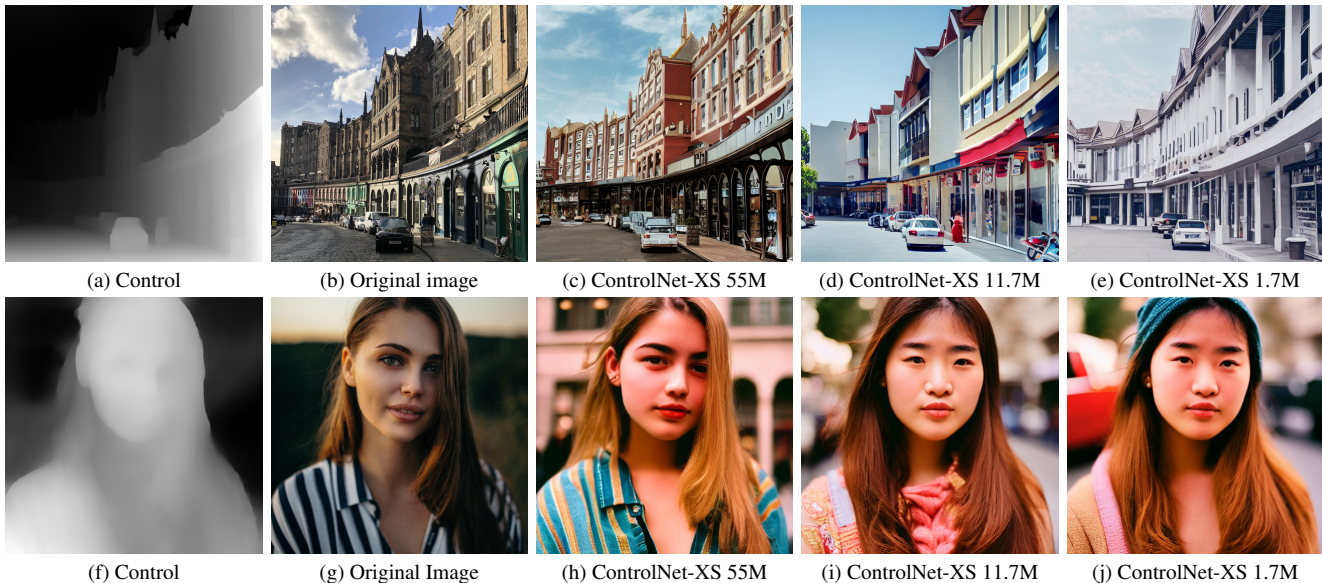 (a) Control
(b) Original image
(c) ControlNet-XS 55M
(d) ControlNet-XS 11.7M
(e) ControlNet-XS 1.7M
(f) Control
(g) Original Image
(h) ControlNet-XS 55M
(i) ControlNet-XS 11.7M
(j) ControlNet-XS 1.7M